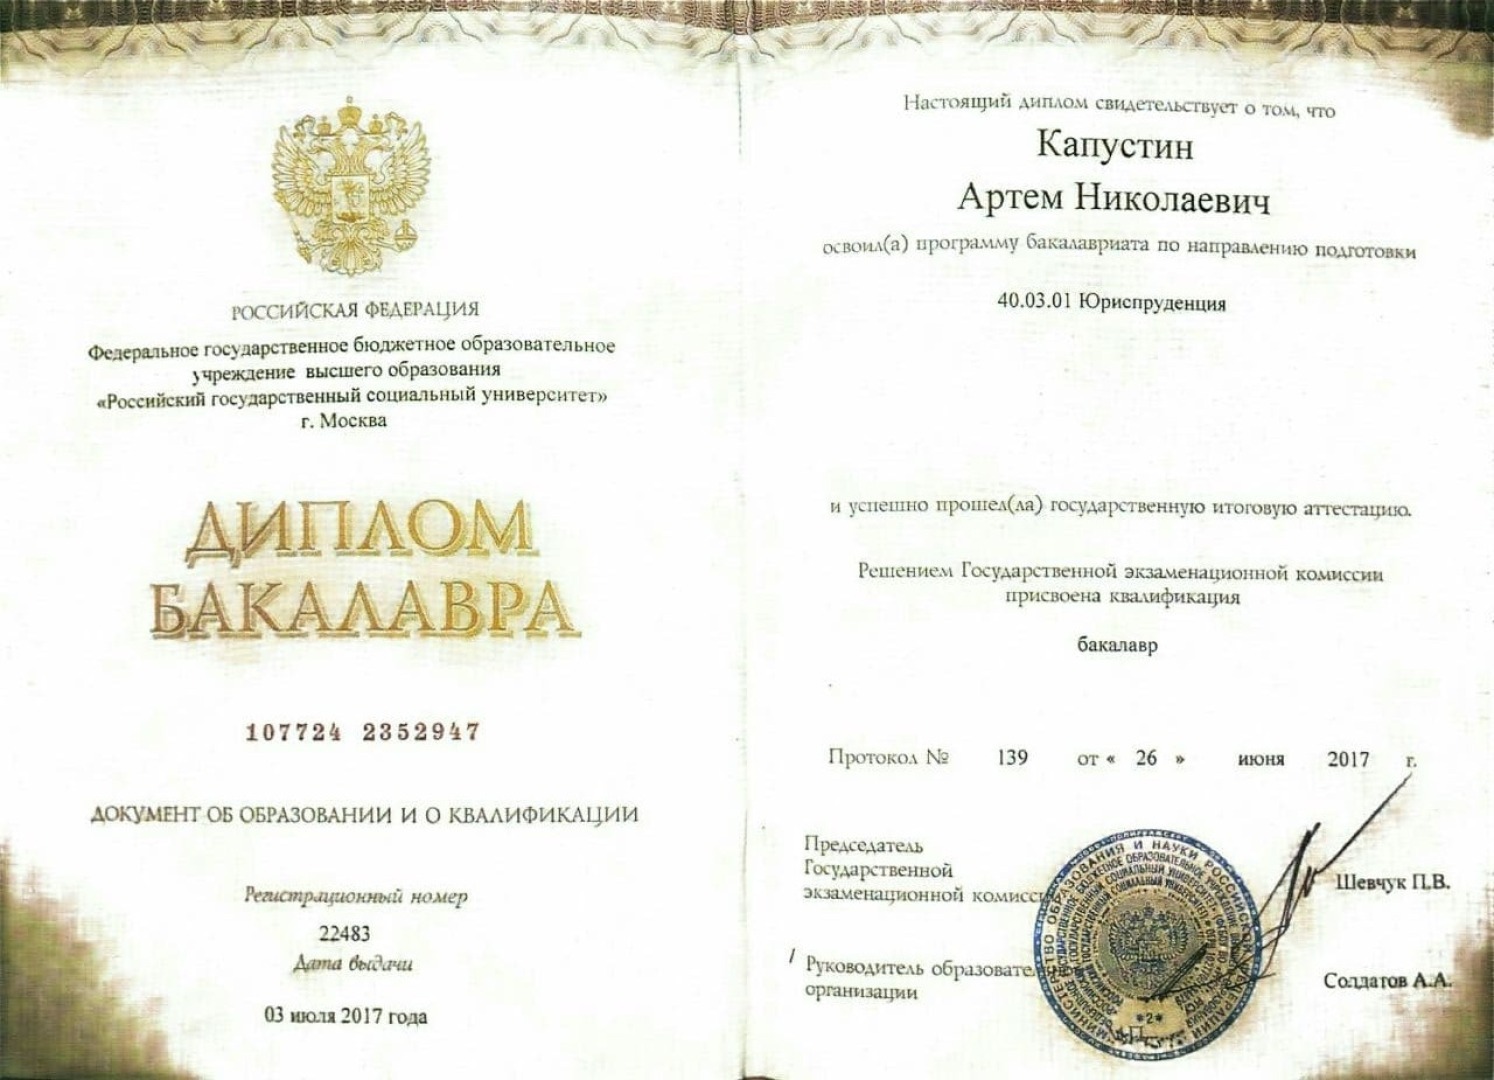 РОССИЙСКАЯ ФЕДЕРАЦИЯ
Федеральное государственное бюджетное образовательное
учреждение высшего образования
«Российский государственный социальный университет»
г. Москва
ДИПЛОМ
БАКАЛАВРА
107724 2352947
ДОКУМЕНТ ОБ ОБРАЗОВАНИИ И О КВАЛИФИКАЦИИ
Регистрационный номер
22483
Дата выдачи
03 июля 2017 года
Настоящий диплом свидетельствует о том, что
Капустин
Артем Николаевич
освоил(а) программу бакалавриата по направлению подготовки
40.03.01 Юриспруденция
и успешно прошел(ла) государственную итоговую аттестацию.
Решением Государственной экзаменационной комиссии
присвоена квалификация
бакалавр
Протокол № 139 от « 26 » июня 2017 г.
Председатель
Государственной
экзаменационной комисс
Шевчук П.В.
Руководитель образовате
организации
Солдатов А.А.
*2*